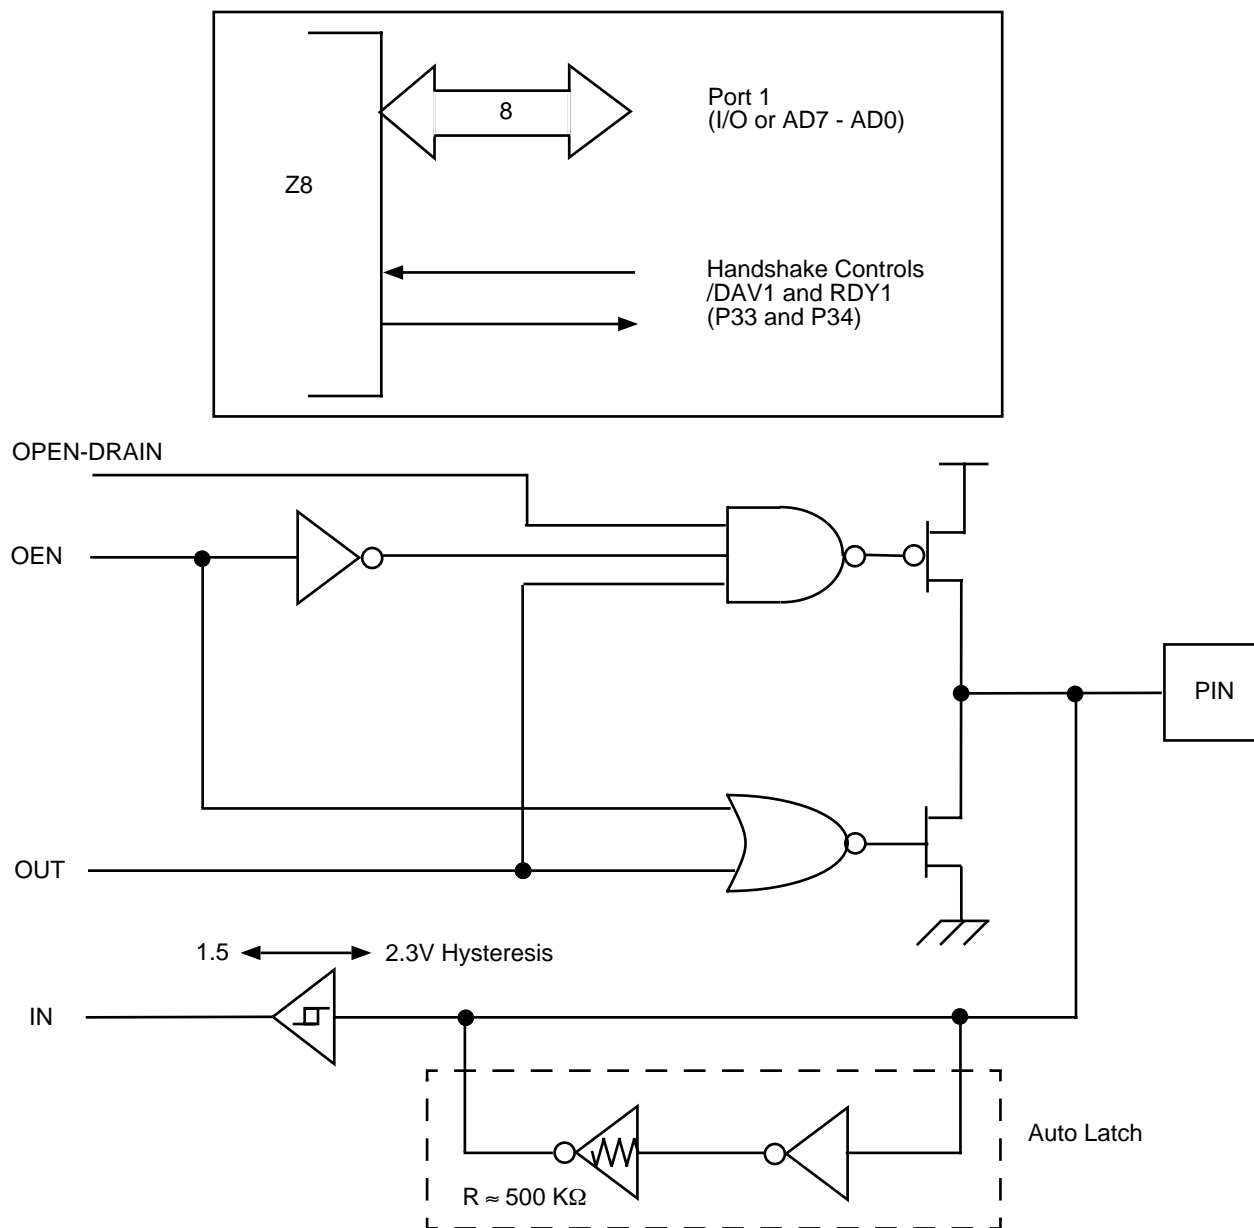 Port 1
(I/O or AD7 - AD0)
8
Z8
Handshake Controls
/DAV1 and RDY1
(P33 and P34)
OPEN-DRAIN
OEN
PIN
OUT
1.5
2.3V Hysteresis
IN
Auto Latch
R ≈ 500 KΩ